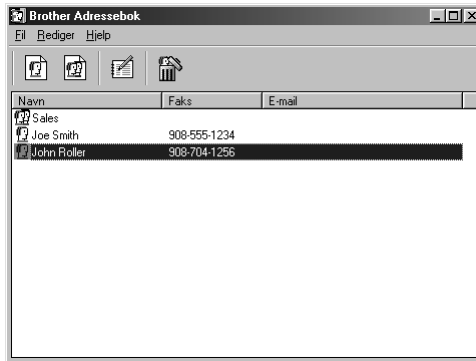 Brother Adressebok
Fil Rediger Hjelp
Navn Faks E-mail
Sales
Joe Smith 908-555-1234
John Roller 908-704-1256